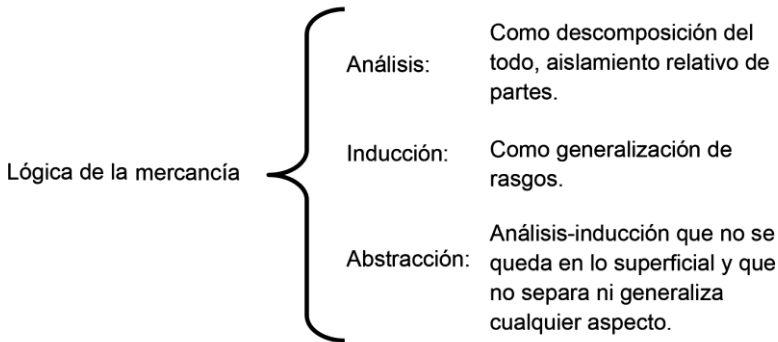 Lógica de la mercancía
Análisis:
Como descomposición del
todo, aislamiento relativo de
partes.
Inducción:
Como generalización de
rasgos.
Abstracción:
Análisis-inducción que no se
queda en lo superficial y que
no separa ni generaliza
cualquier aspecto.